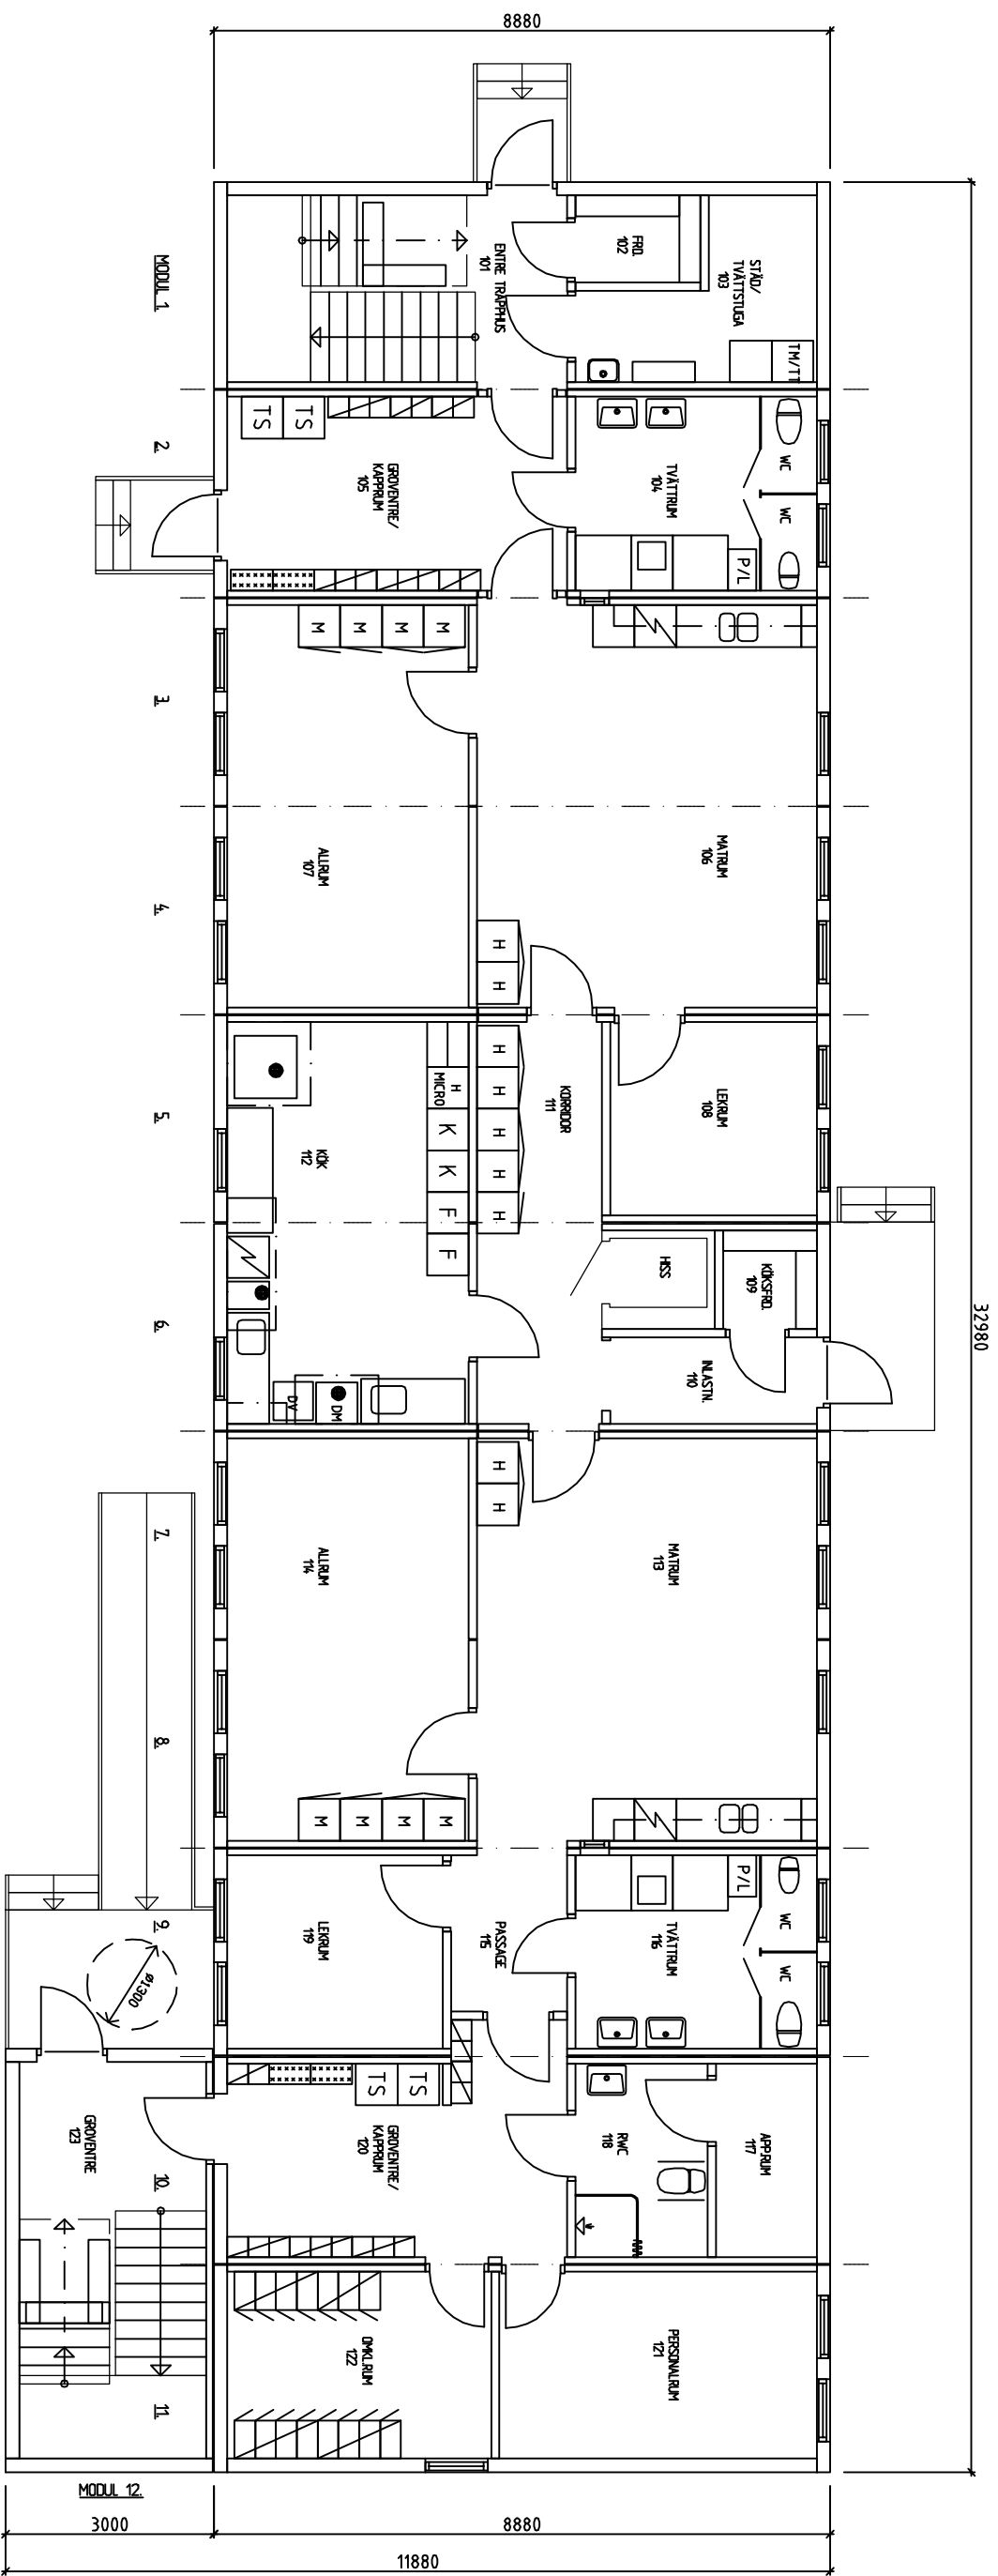 8880
32980
STÄD/
TVÄTTSTUGA
103
FRD.
102
ENTRE TRAPPHUS
101
TM/TT
MODUL 1.
WC
WC
TVÄTTRUM
104
P/L
GROVENTRE/
KAPPRUM
105
TS
TS
2.
M
M
M
M
3.
MATRUM
106
ALLRUM
107
4.
H
H
LEKRUM
108
KORRIDOR
111
H
H
H
H
H
H
MICRO
K
K
F
F
KÖK
112
5.
HISS
KÖKSFRD.
109
INLASTN.
110
DV
DM
6.
H
H
MATRUM
113
ALLRUM
114
7.
M
M
M
M
8.
P/L
WC
WC
TVÄTTRUM
116
PASSAGE
115
LEKRUM
119
9.
ø1300
APP.RUM
117
RWC
118
TS
TS
GROVENTRE/
KAPPRUM
120
GROVENTRE
123
10.
PERSONALRUM
121
OMKL.RUM
122
11.
MODUL 12.
3000
8880
11880